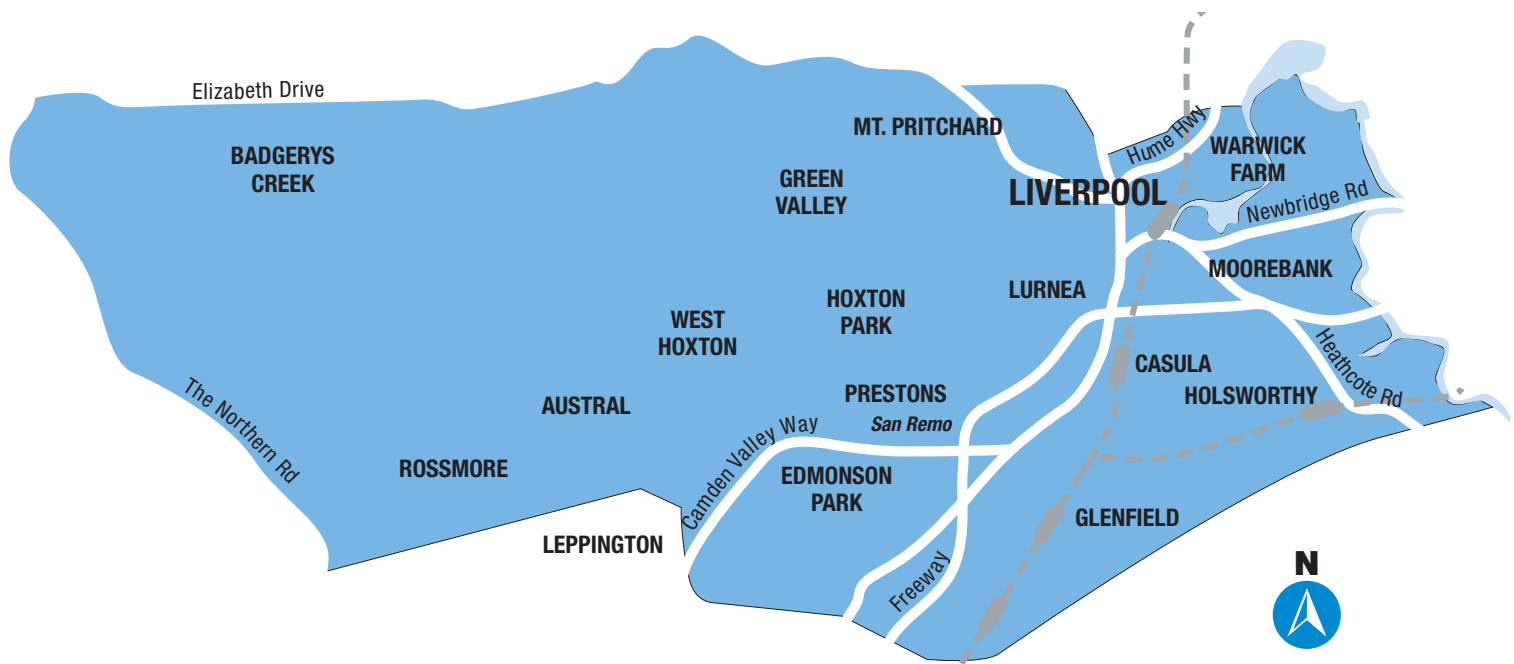 Elizabeth Drive
BADGERYS
CREEK
MT. PRITCHARD
Hume Hwy
WARWICK
FARM
GREEN
VALLEY
LIVERPOOL
Newbridge Rd
MOOREBANK
LURNEA
HOXTON
PARK
WEST
HOXTON
CASULA
HOLSWORTHY
Heathcote Rd
The Northern Rd
AUSTRAL
PRESTONS
San Remo
Camden Valley Way
ROSSMORE
EDMONSON
PARK
GLENFIELD
LEPPINGTON
Freeway
N